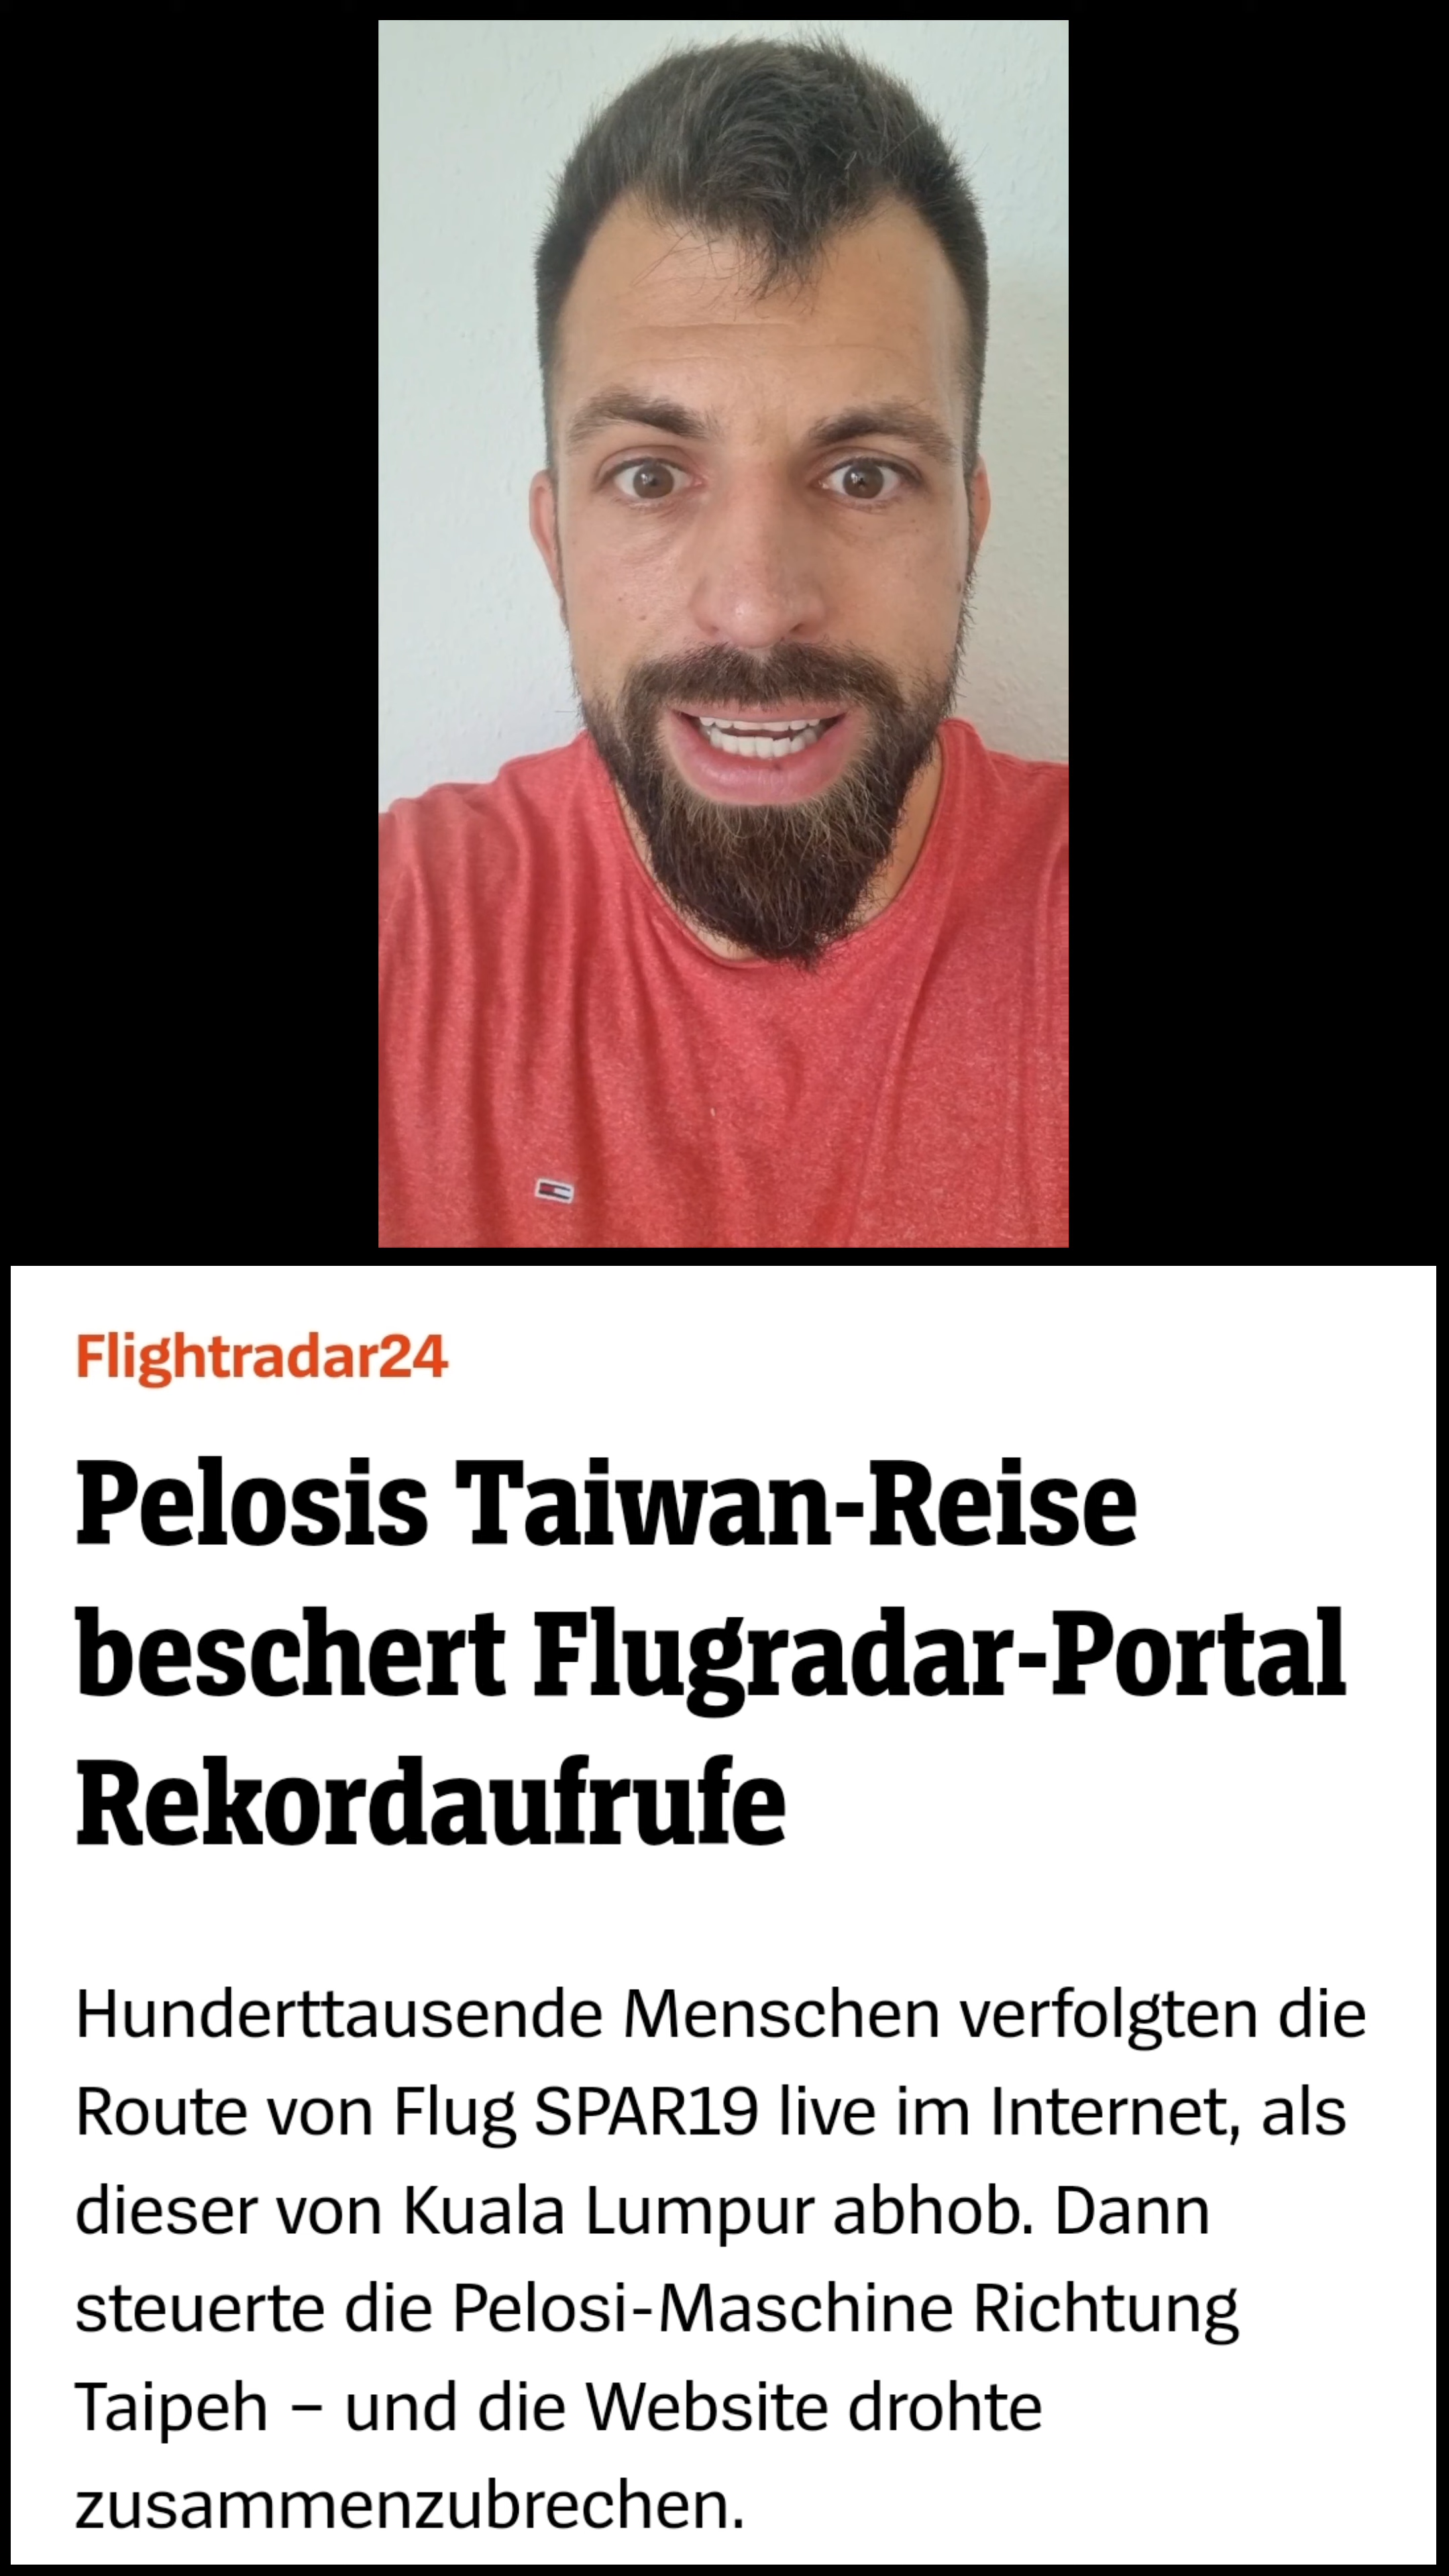 Flightradar24
Pelosis Taiwan-Reise
beschert Flugradar-Portal
Rekordaufrufe
Hunderttausende Menschen verfolgten die
Route von Flug SPAR19 live im Internet, als
dieser von Kuala Lumpur abhob. Dann
steuerte die Pelosi-Maschine Richtung
Taipeh – und die Website drohte
zusammenzubrechen.